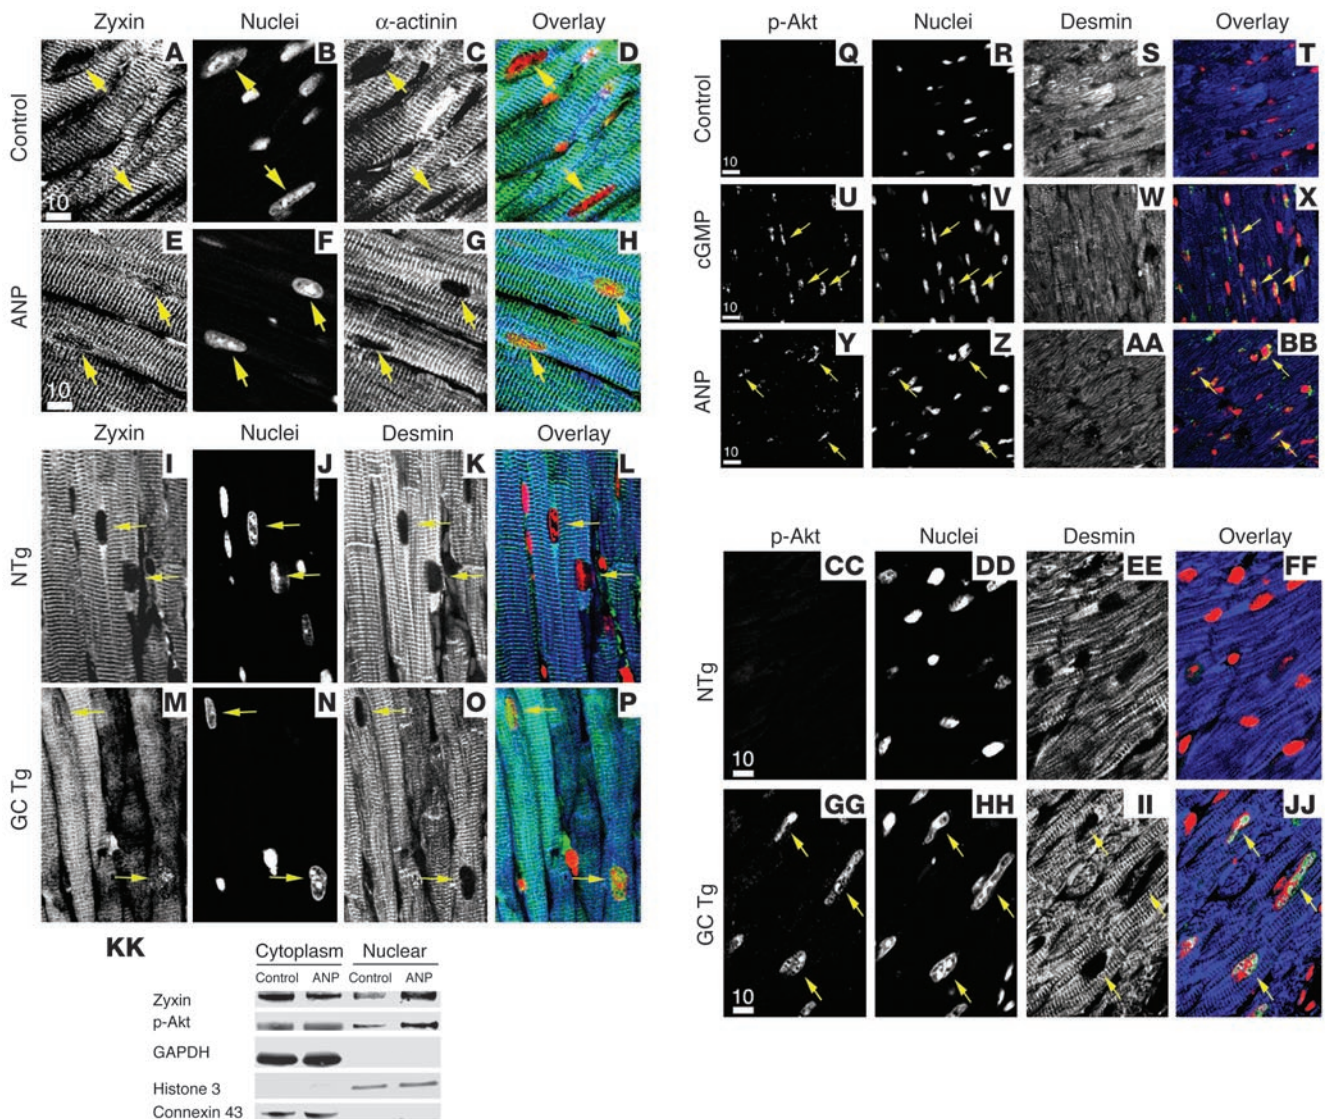 Zyxin Nuclei α-actinin Overlay
Control
A B C D
10
ANP
E F G H
10
Zyxin Nuclei Desmin Overlay
NTg
I J K L
GC Tg
M N O P
p-Akt Nuclei Desmin Overlay
Control
Q R S T
10
cGMP
U V W X
10
ANP
Y Z AA BB
10
p-Akt Nuclei Desmin Overlay
NTg
CC DD EE FF
10
GC Tg
GG HH II JJ
10
KK
Cytoplasm Nuclear
Control ANP Control ANP
Zyxin
p-Akt
GAPDH
Histone 3
Connexin 43